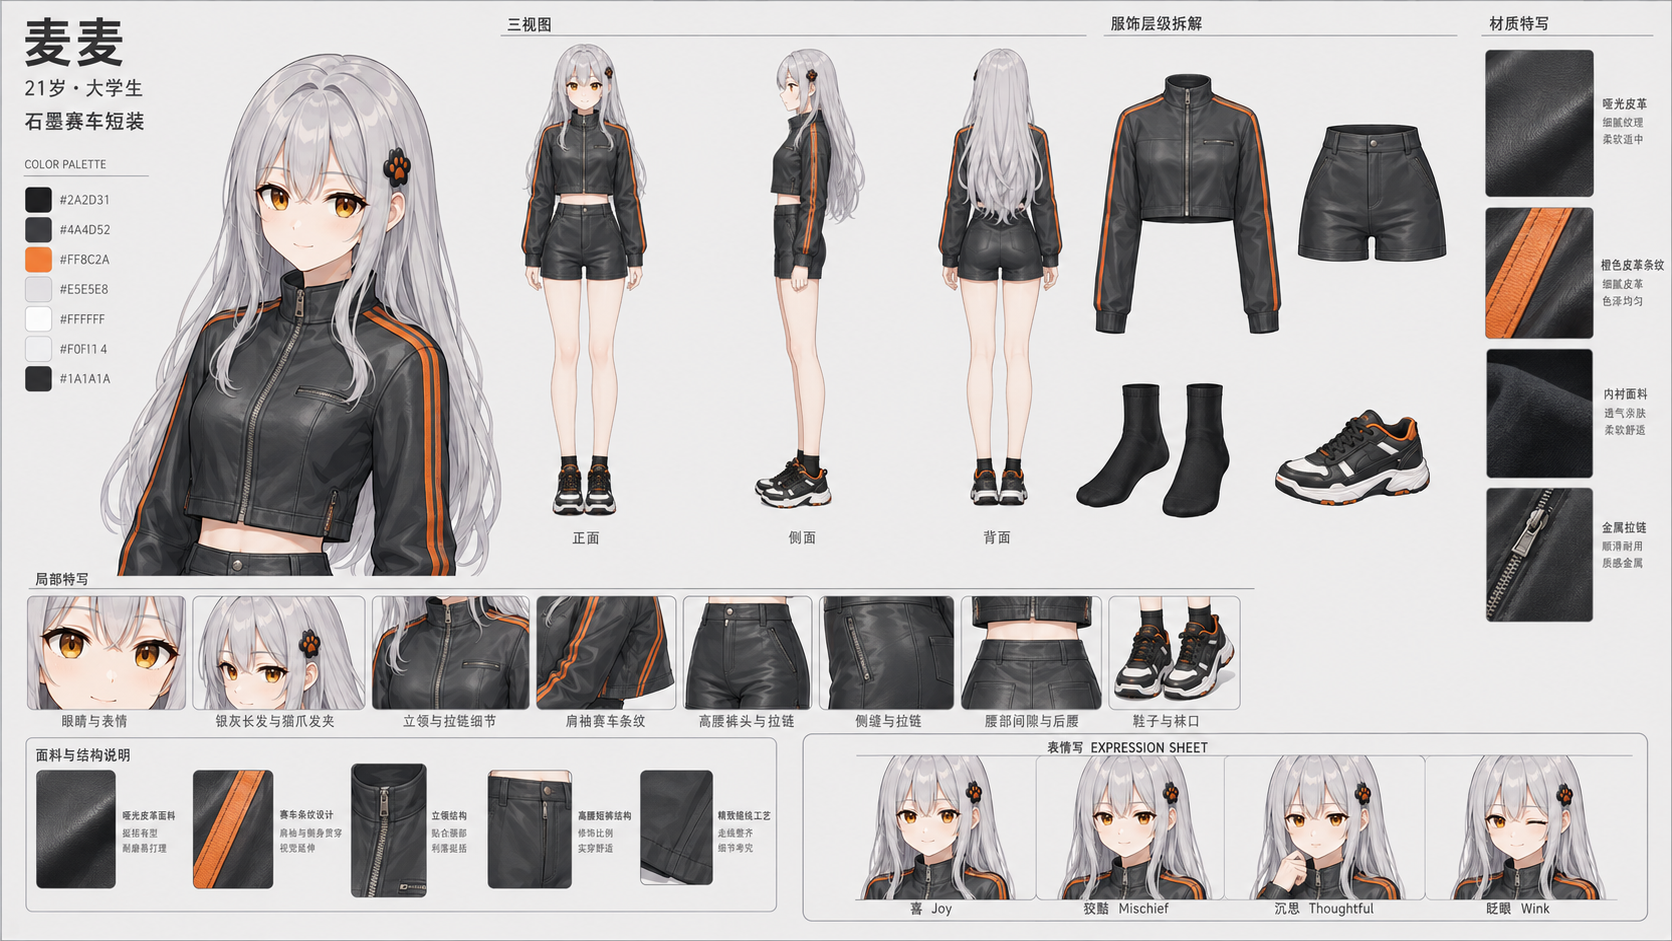 麦麦
21岁·大学生
石墨赛车短装
COLOR PALETTE
#2A2D31
#4A4D52
#FF8C2A
#E5E5E8
#FFFFFF
#F0F11 4
#1A1A1A
三视图
正面
侧面
背面
服饰层级拆解
材质特写
哑光皮革
细腻纹理
柔软适中
橙色皮革条纹
细腻皮革
色泽均匀
内衬面料
透气亲肤
柔软舒适
金属拉链
顺滑耐用
质感金属
局部特写
眼睛与表情
银灰长发与猫爪发夹
立领与拉链细节
肩袖赛车条纹
高腰裤头与拉链
侧缝与拉链
腰部间隙与后腰
鞋子与袜口
面料与结构说明
哑光皮革面料
挺括有型
耐磨易打理
赛车条纹设计
肩袖与侧身贯穿
视觉延伸
立领结构
贴合颈部
利落挺括
高腰短裤结构
修饰比例
实穿舒适
精致缝线工艺
走线整齐
细节考究
表情写 EXPRESSION SHEET
喜 Joy
狡黠 Mischief
沉思 Thoughtful
眨眼 Wink